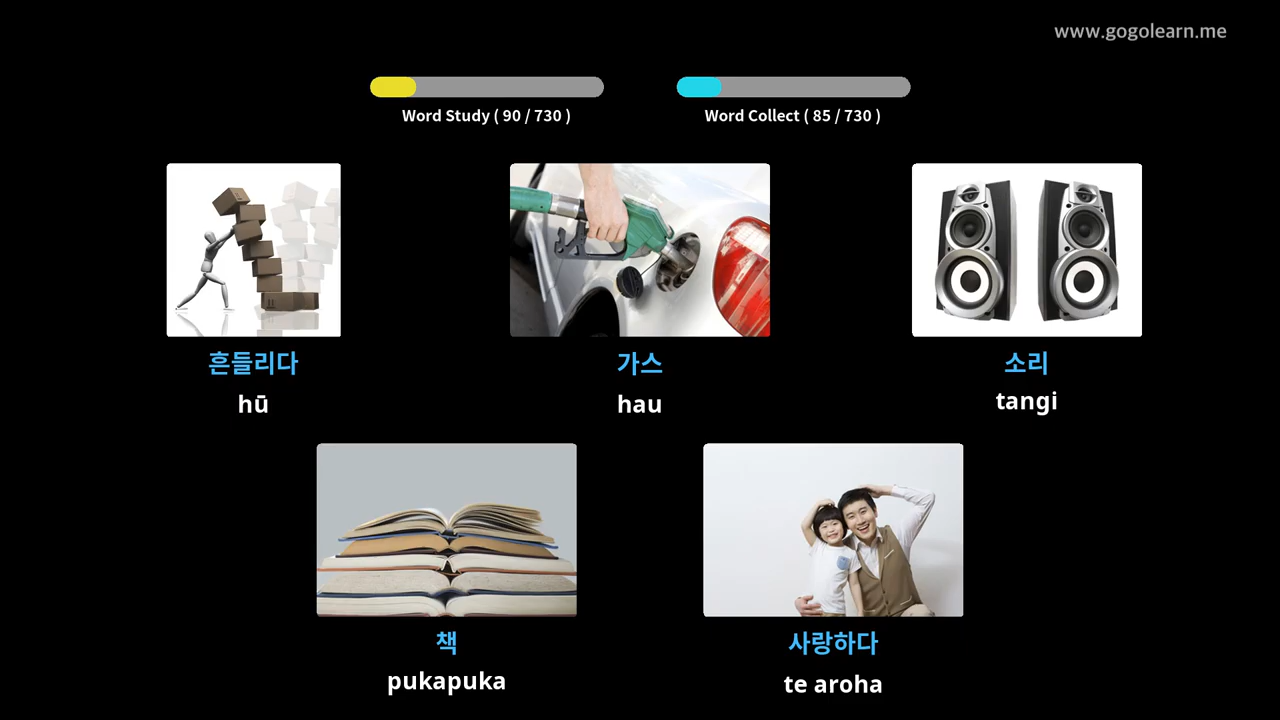 www.gogolearn.me
Word Study ( 90 / 730 )
Word Collect ( 85 / 730 )
흔들리다
hū
가스
hau
소리
tangi
책
pukapuka
사랑하다
te aroha